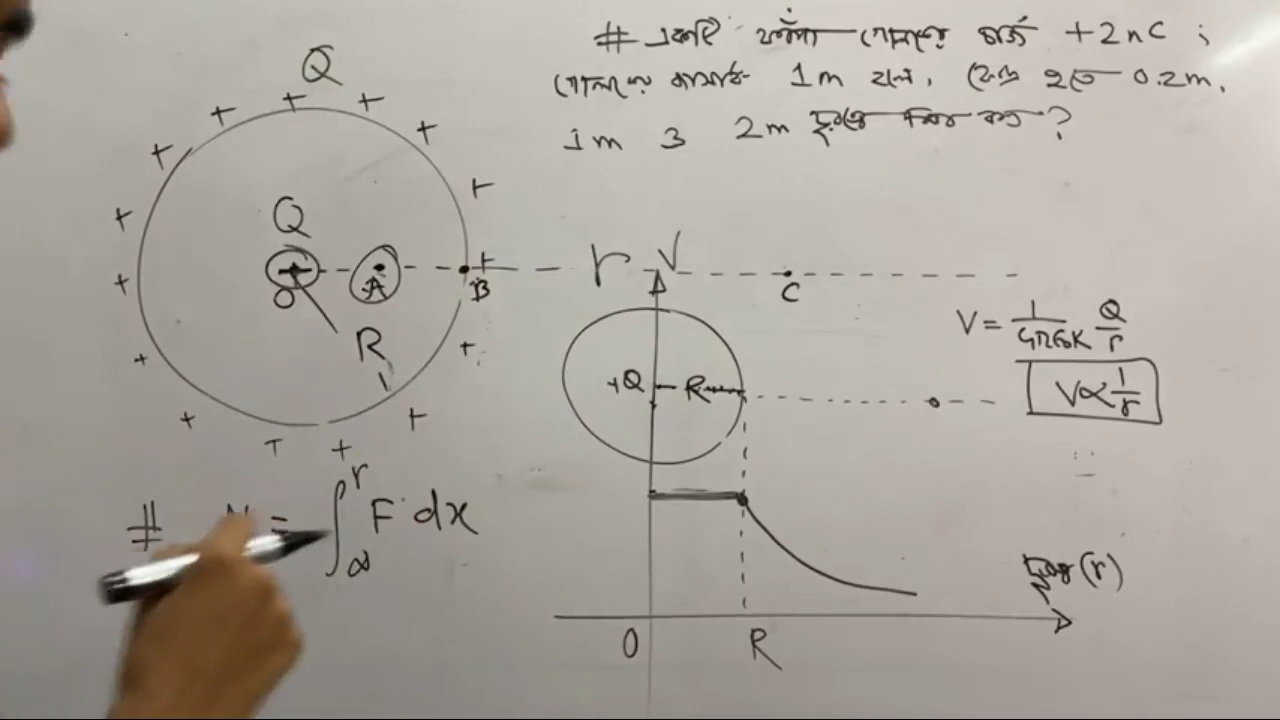 # একটি ফাঁপা গোলকের চার্জ +2nC ;
গোলকের ব্যাসার্ধ 1m হলে, কেন্দ্র হতে 0.2m,
1m ও 2m দূরত্বে বিভব কত?
Q
Q
O A B
R
r V
C
+Q R
V = 1/4πϵ₀K Q/r
V∝1/r
# = ∫∞^r F dx
দূরত্ব (r)
0 R